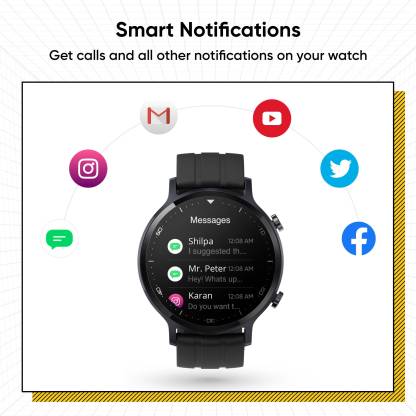 Smart Notifications
Get calls and all other notifications on your watch
Messages
Shilpa 12:08 AM
I suggested th...
Mr. Peter 12:08 AM
Hey! Whats up...
Karan 12:08 AM
Do you want t...